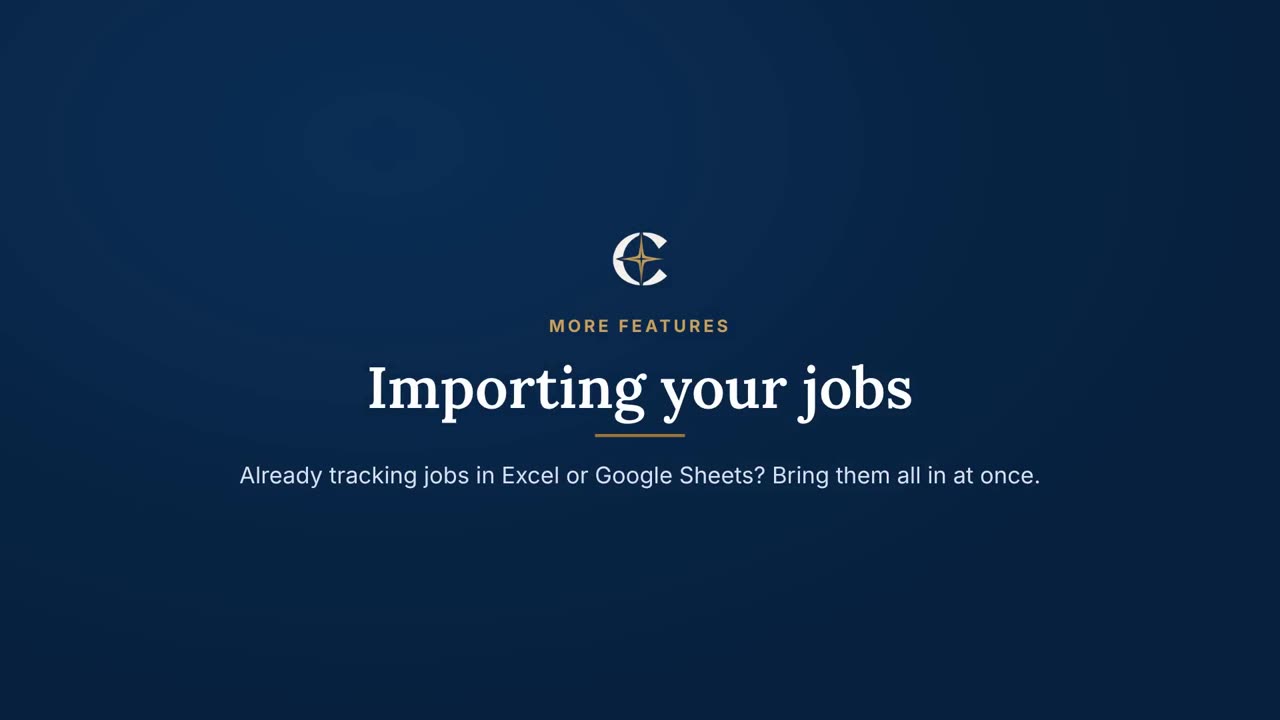 MORE FEATURES
Importing your jobs
Already tracking jobs in Excel or Google Sheets? Bring them all in at once.